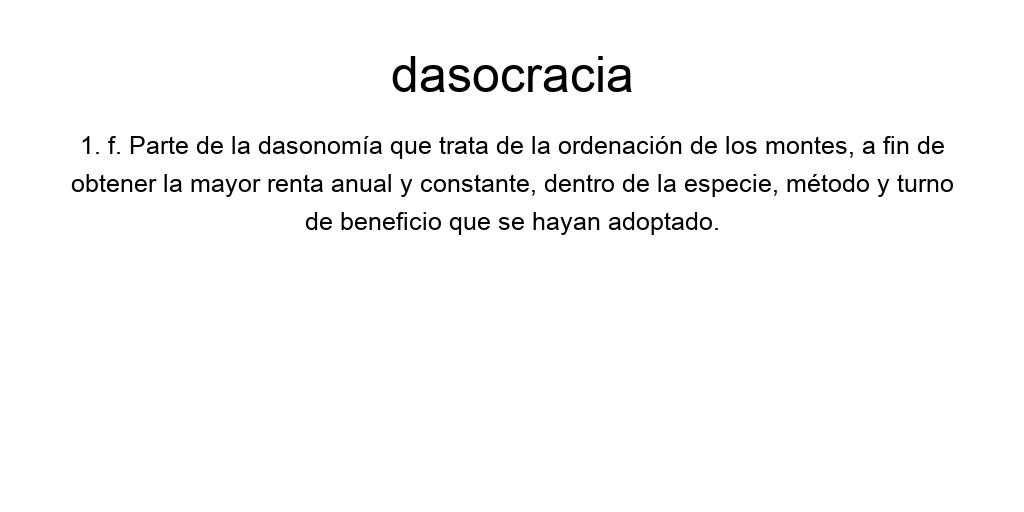 dasocracia
1. f. Parte de la dasonomía que trata de la ordenación de los montes, a fin de
obtener la mayor renta anual y constante, dentro de la especie, método y turno
de beneficio que se hayan adoptado.